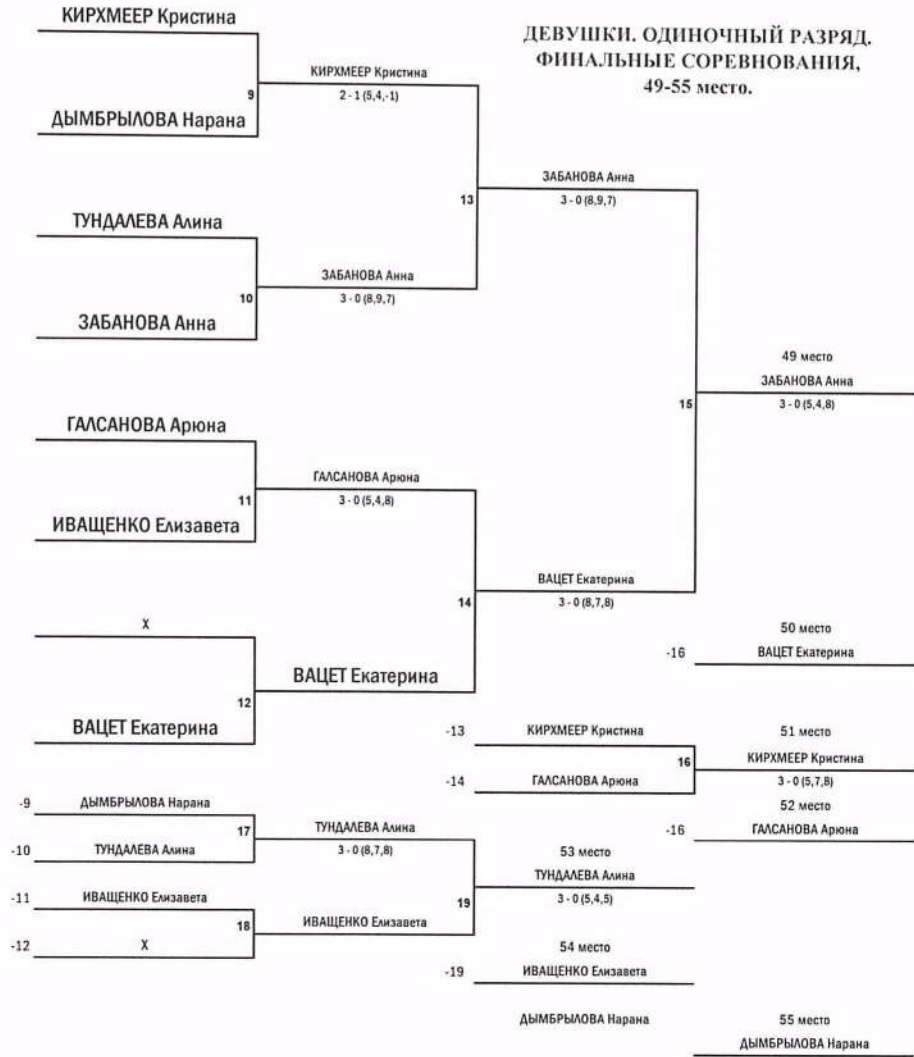 КИРХМЕЕР Кристина
ДЕВУШКИ. ОДИНОЧНЫЙ РАЗРЯД.
ФИНАЛЬНЫЕ СОРЕВНОВАНИЯ,
49-55 место.
КИРХМЕЕР Кристина
9
2 - 1 (5,4,-1)
ДЫМБРЫЛОВА Нарана
ЗАБАНОВА Анна
13
3 - 0 (8,9,7)
ТУНДАЛЕВА Алина
ЗАБАНОВА Анна
10
3 - 0 (8,9,7)
ЗАБАНОВА Анна
49 место
ЗАБАНОВА Анна
15
3 - 0 (5,4,8)
ГАЛСАНОВА Арюна
ГАЛСАНОВА Арюна
11
3 - 0 (5,4,8)
ИВАЩЕНКО Елизавета
ВАЦЕТ Екатерина
14
3 - 0 (8,7,8)
X
50 место
-16
ВАЦЕТ Екатерина
ВАЦЕТ Екатерина
12
ВАЦЕТ Екатерина
-13
КИРХМЕЕР Кристина
51 место
16
КИРХМЕЕР Кристина
-14
ГАЛСАНОВА Арюна
3 - 0 (5,7,8)
-9
ДЫМБРЫЛОВА Нарана
52 место
17
ТУНДАЛЕВА Алина
-16
ГАЛСАНОВА Арюна
-10
ТУНДАЛЕВА Алина
3 - 0 (8,7,8)
53 место
ТУНДАЛЕВА Алина
-11
ИВАЩЕНКО Елизавета
19
3 - 0 (5,4,5)
18
ИВАЩЕНКО Елизавета
-12
X
54 место
-19
ИВАЩЕНКО Елизавета
ДЫМБРЫЛОВА Нарана
55 место
ДЫМБРЫЛОВА Нарана